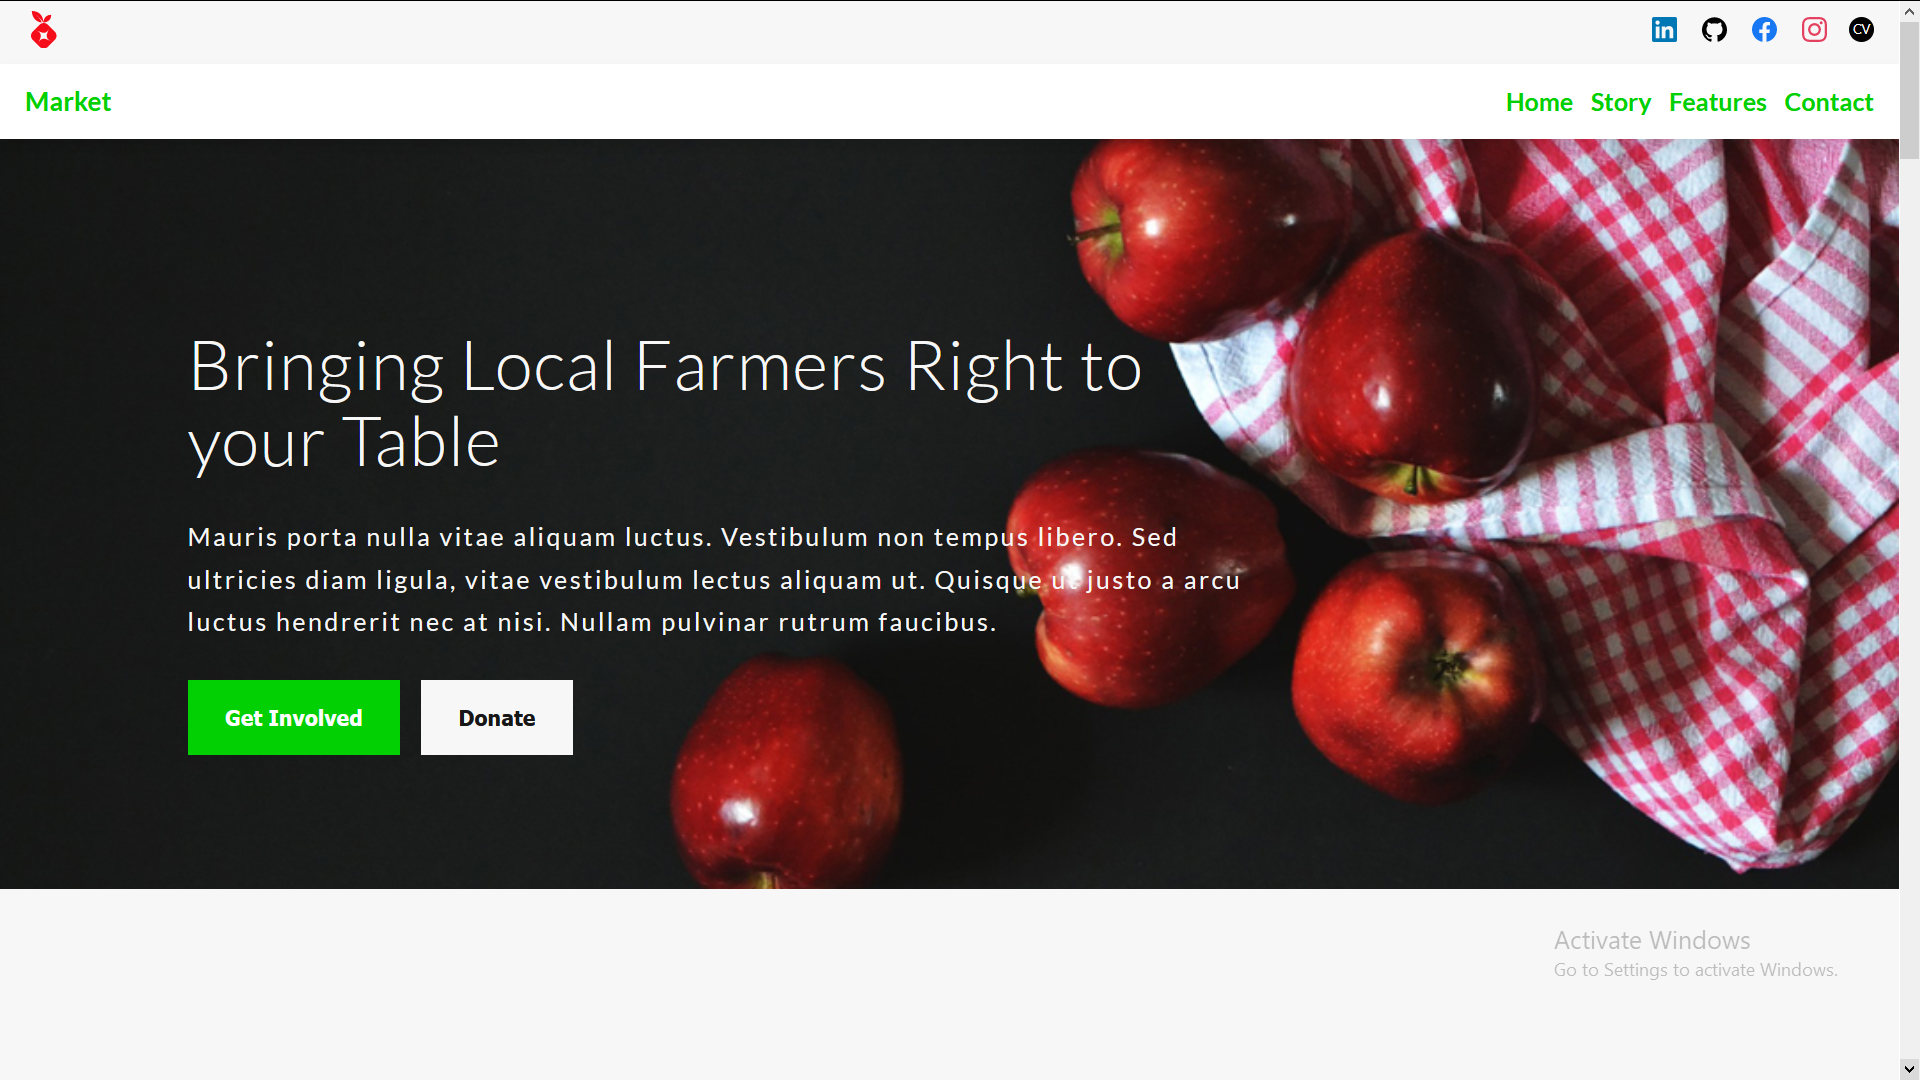 in
CV
Market
Home Story Features Contact
Bringing Local Farmers Right to
your Table
Mauris porta nulla vitae aliquam luctus. Vestibulum non tempus libero. Sed
ultricies diam ligula, vitae vestibulum lectus aliquam ut. Quisque ut justo a arcu
luctus hendrerit nec at nisi. Nullam pulvinar rutrum faucibus.
Get Involved Donate
Activate Windows
Go to Settings to activate Windows.